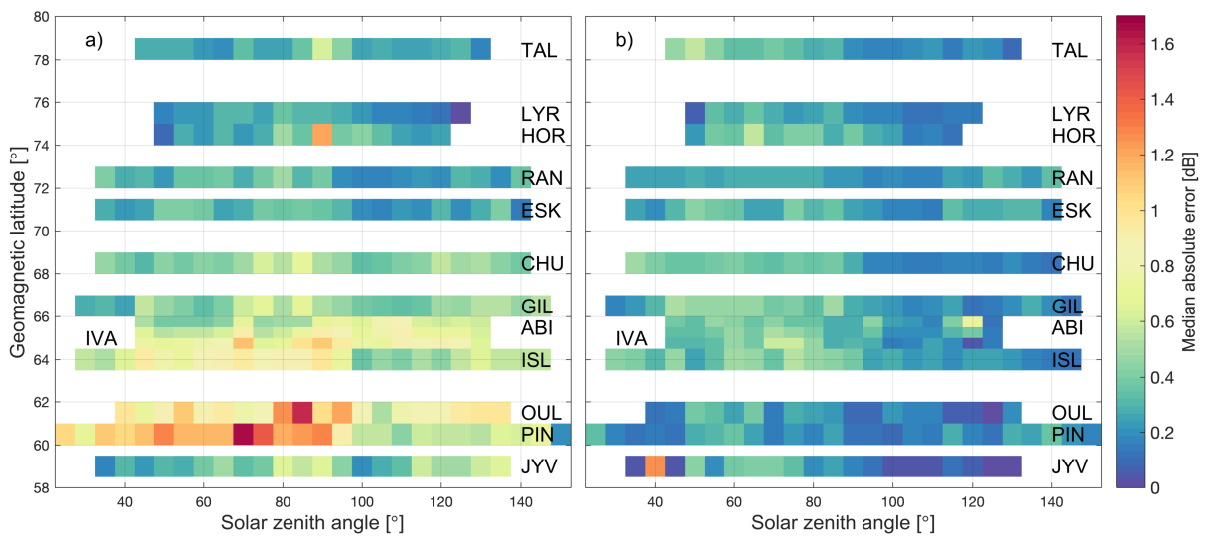 a)
b)
80
78
76
74
72
70
68
66
64
62
60
58
Geomagnetic latitude [°]
TAL
LYR
HOR
RAN
ESK
CHU
GIL
ABI
IVA
ISL
OUL
PIN
JYV
40
60
80
100
120
140
Solar zenith angle [°]
TAL
LYR
HOR
RAN
ESK
CHU
GIL
ABI
IVA
ISL
OUL
PIN
JYV
40
60
80
100
120
140
Solar zenith angle [°]
1.6
1.4
1.2
1
0.8
0.6
0.4
0.2
0
Median absolute error [dB]